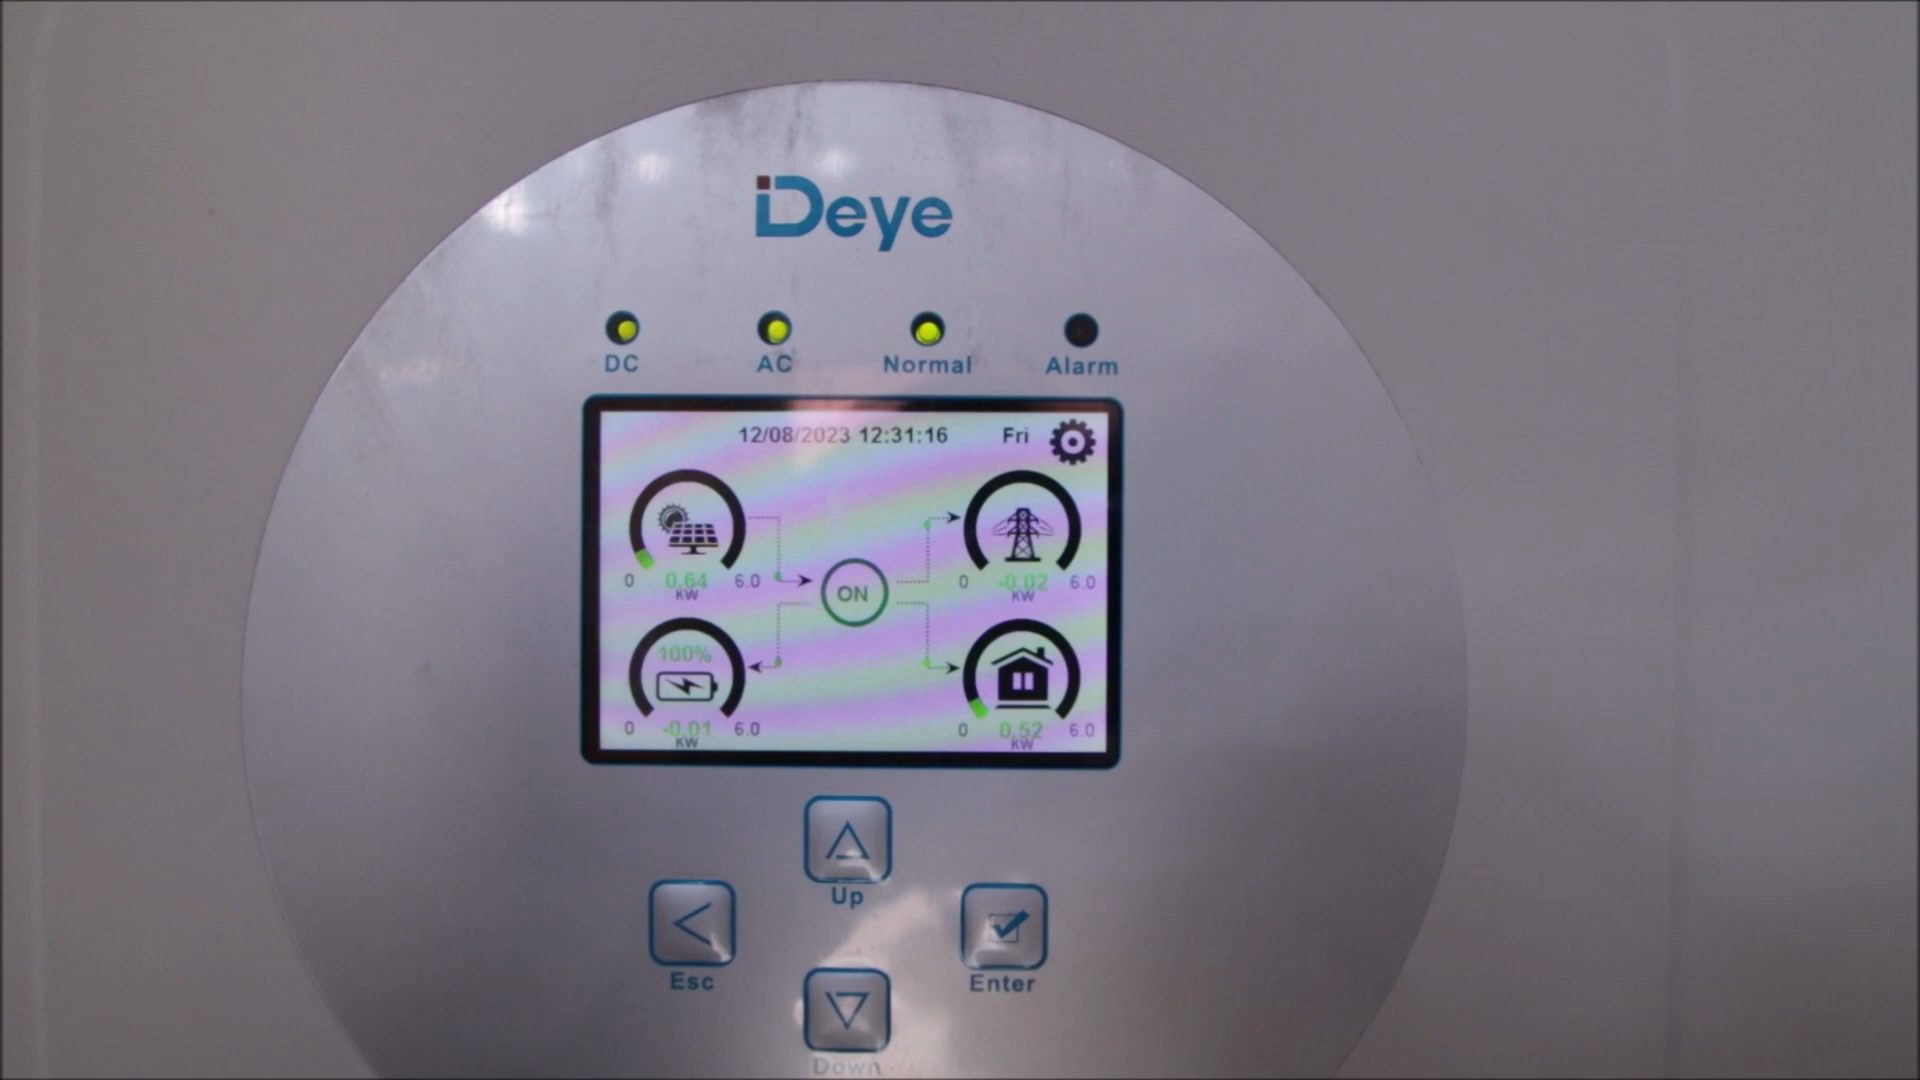 Deye
DC AC Normal Alarm
12/08/2023 12:31:16 Fri
0 0.64 6.0
KW
0 -0.02 6.0
KW
ON
100%
0 -0.01 6.0
KW
0 0.52 6.0
KW
Up
Esc
Enter
Down